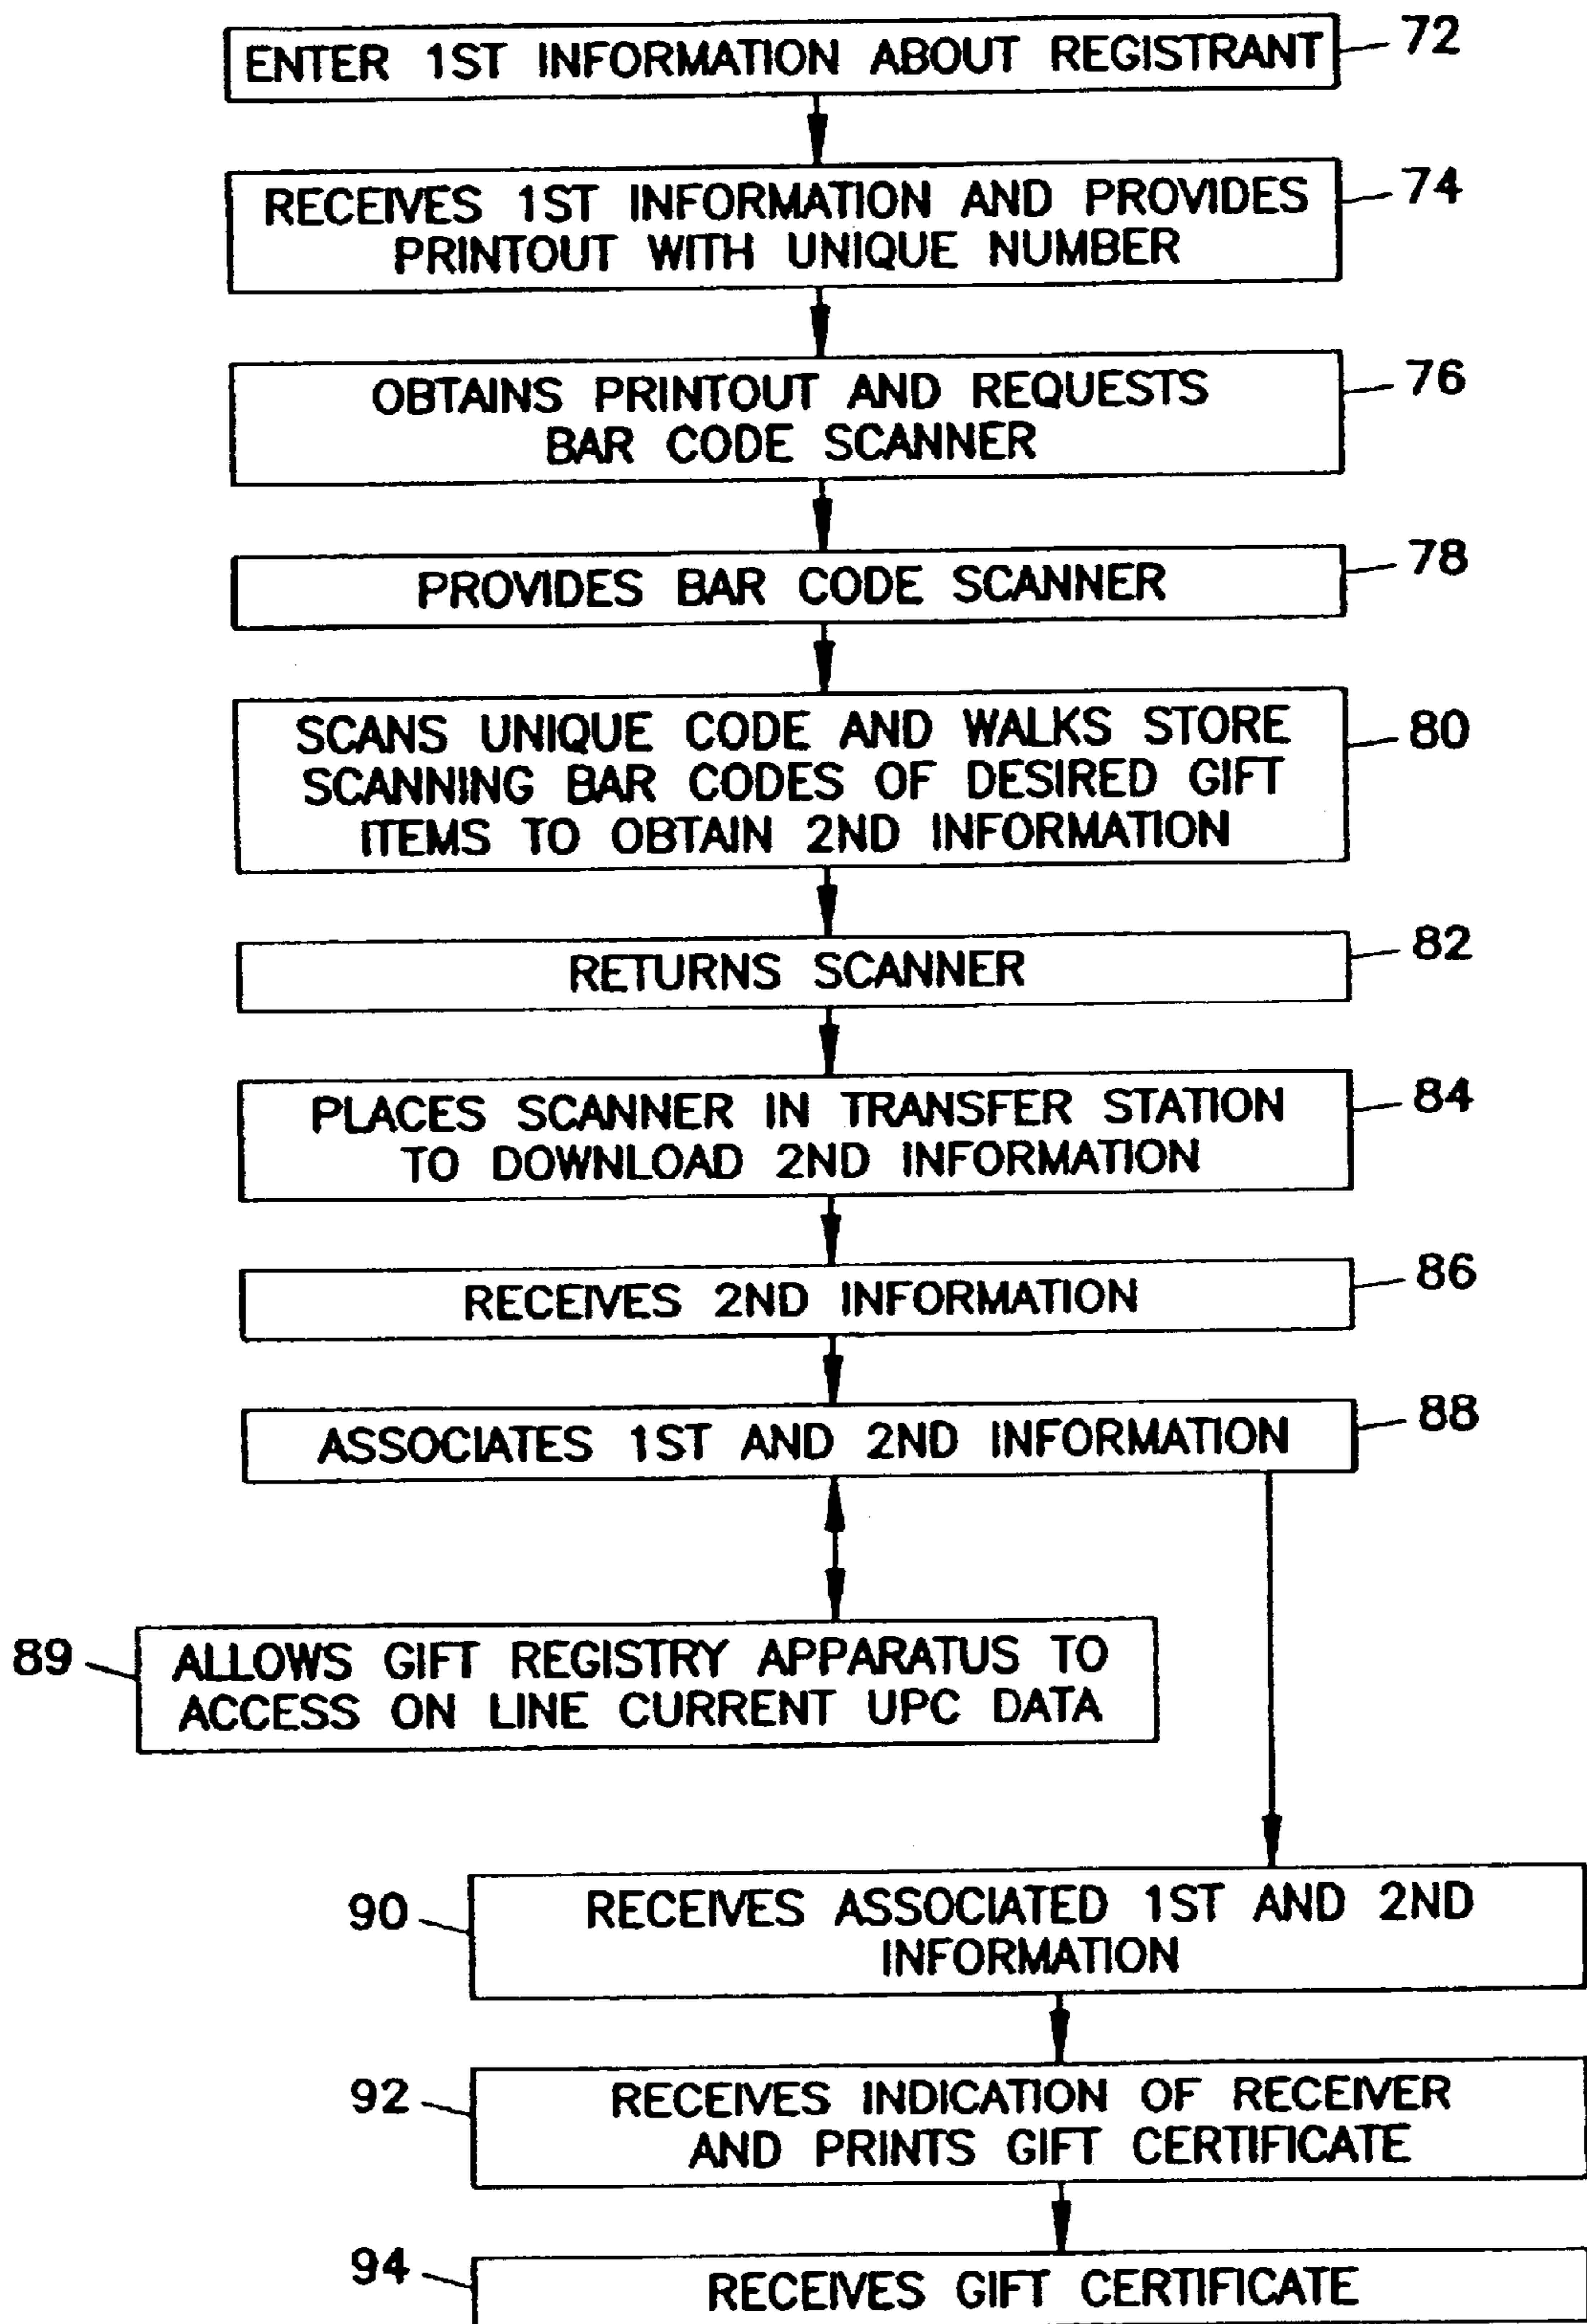 ENTER 1ST INFORMATION ABOUT REGISTRANT
72
RECEIVES 1ST INFORMATION AND PROVIDES
PRINTOUT WITH UNIQUE NUMBER
74
OBTAINS PRINTOUT AND REQUESTS
BAR CODE SCANNER
76
PROVIDES BAR CODE SCANNER
78
SCANS UNIQUE CODE AND WALKS STORE
SCANNING BAR CODES OF DESIRED GIFT
ITEMS TO OBTAIN 2ND INFORMATION
80
RETURNS SCANNER
82
PLACES SCANNER IN TRANSFER STATION
TO DOWNLOAD 2ND INFORMATION
84
RECEIVES 2ND INFORMATION
86
ASSOCIATES 1ST AND 2ND INFORMATION
88
89
ALLOWS GIFT REGISTRY APPARATUS TO
ACCESS ON LINE CURRENT UPC DATA
90
RECEIVES ASSOCIATED 1ST AND 2ND
INFORMATION
92
RECEIVES INDICATION OF RECEIVER
AND PRINTS GIFT CERTIFICATE
94
RECEIVES GIFT CERTIFICATE